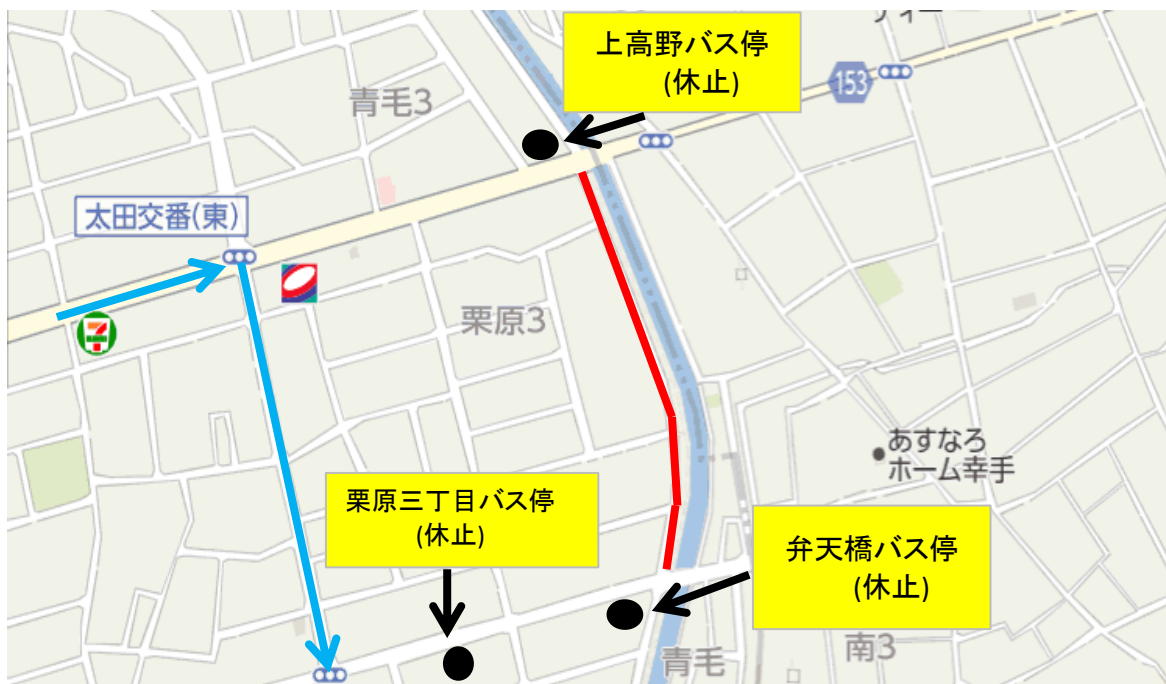 上高野バス停
(休止)
153
青毛3
太田交番(東)
栗原3
7
あすなろ
ホーム幸手
栗原三丁目バス停
(休止)
弁天橋バス停
(休止)
青毛
南3